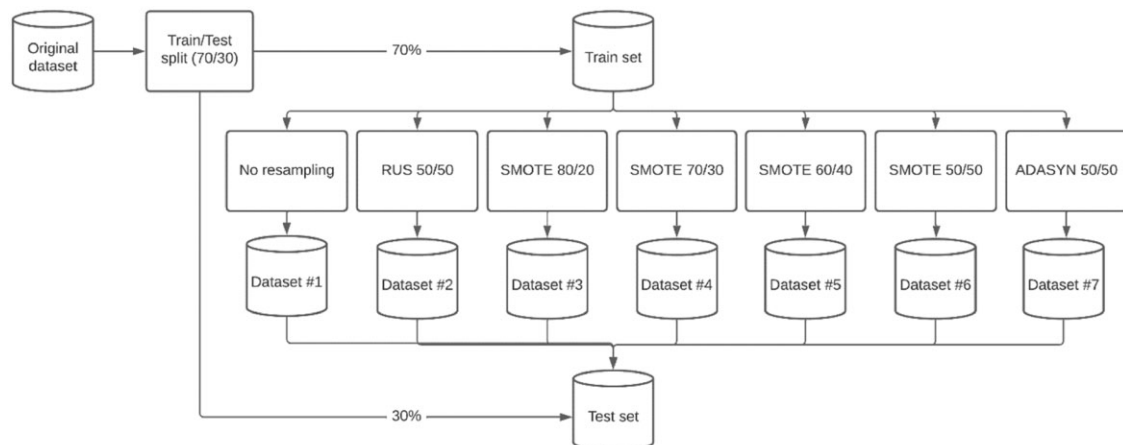 Original
dataset
Train/Test
split (70/30)
70%
Train set
No resampling
RUS 50/50
SMOTE 80/20
SMOTE 70/30
SMOTE 60/40
SMOTE 50/50
ADASYN 50/50
Dataset #1
Dataset #2
Dataset #3
Dataset #4
Dataset #5
Dataset #6
Dataset #7
30%
Test set